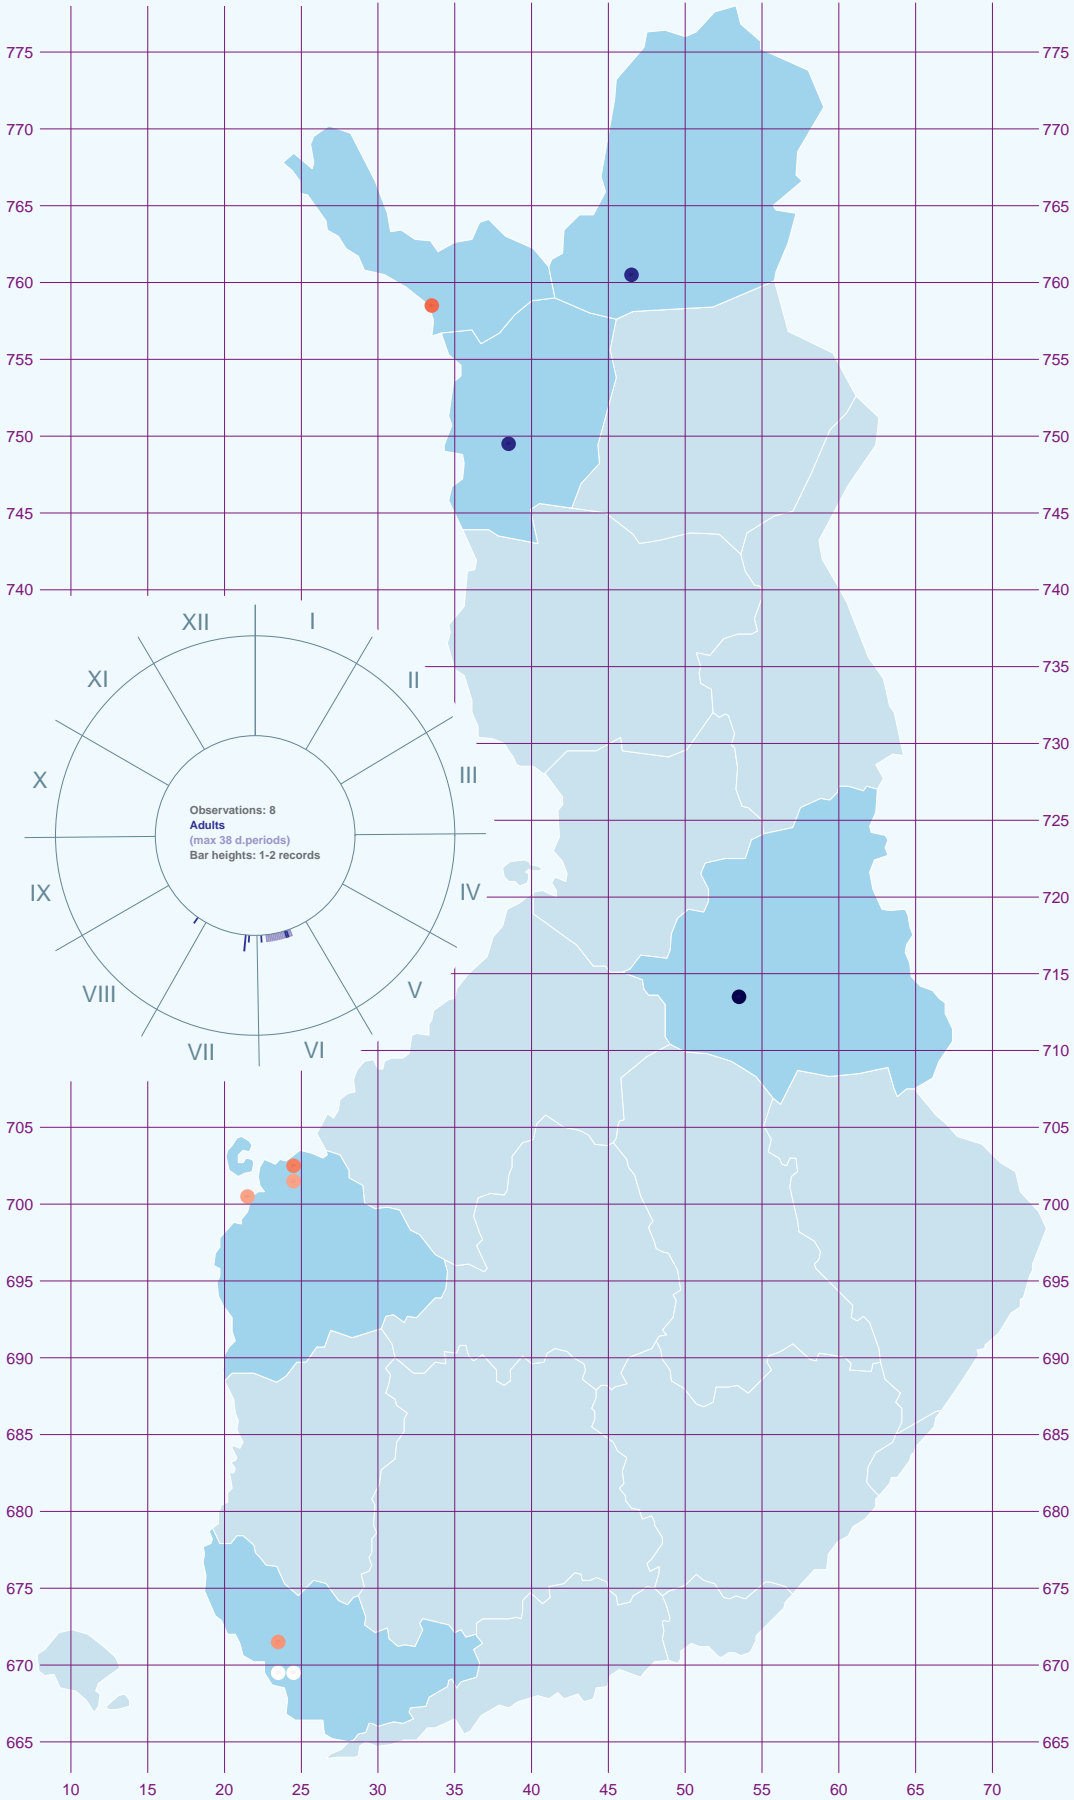 775 775
770 770
765 765
760 760
755 755
750 750
745 745
740 740
XII I
XI II
735
730
X III
Observations: 8
Adults
(max 38 d.periods)
Bar heights: 1-2 records
725
IX IV
720
VIII V
715
VII VI
710
705 705
700 700
695 695
690 690
685 685
680 680
675 675
670 670
665 665
10 15 20 25 30 35 40 45 50 55 60 65 70